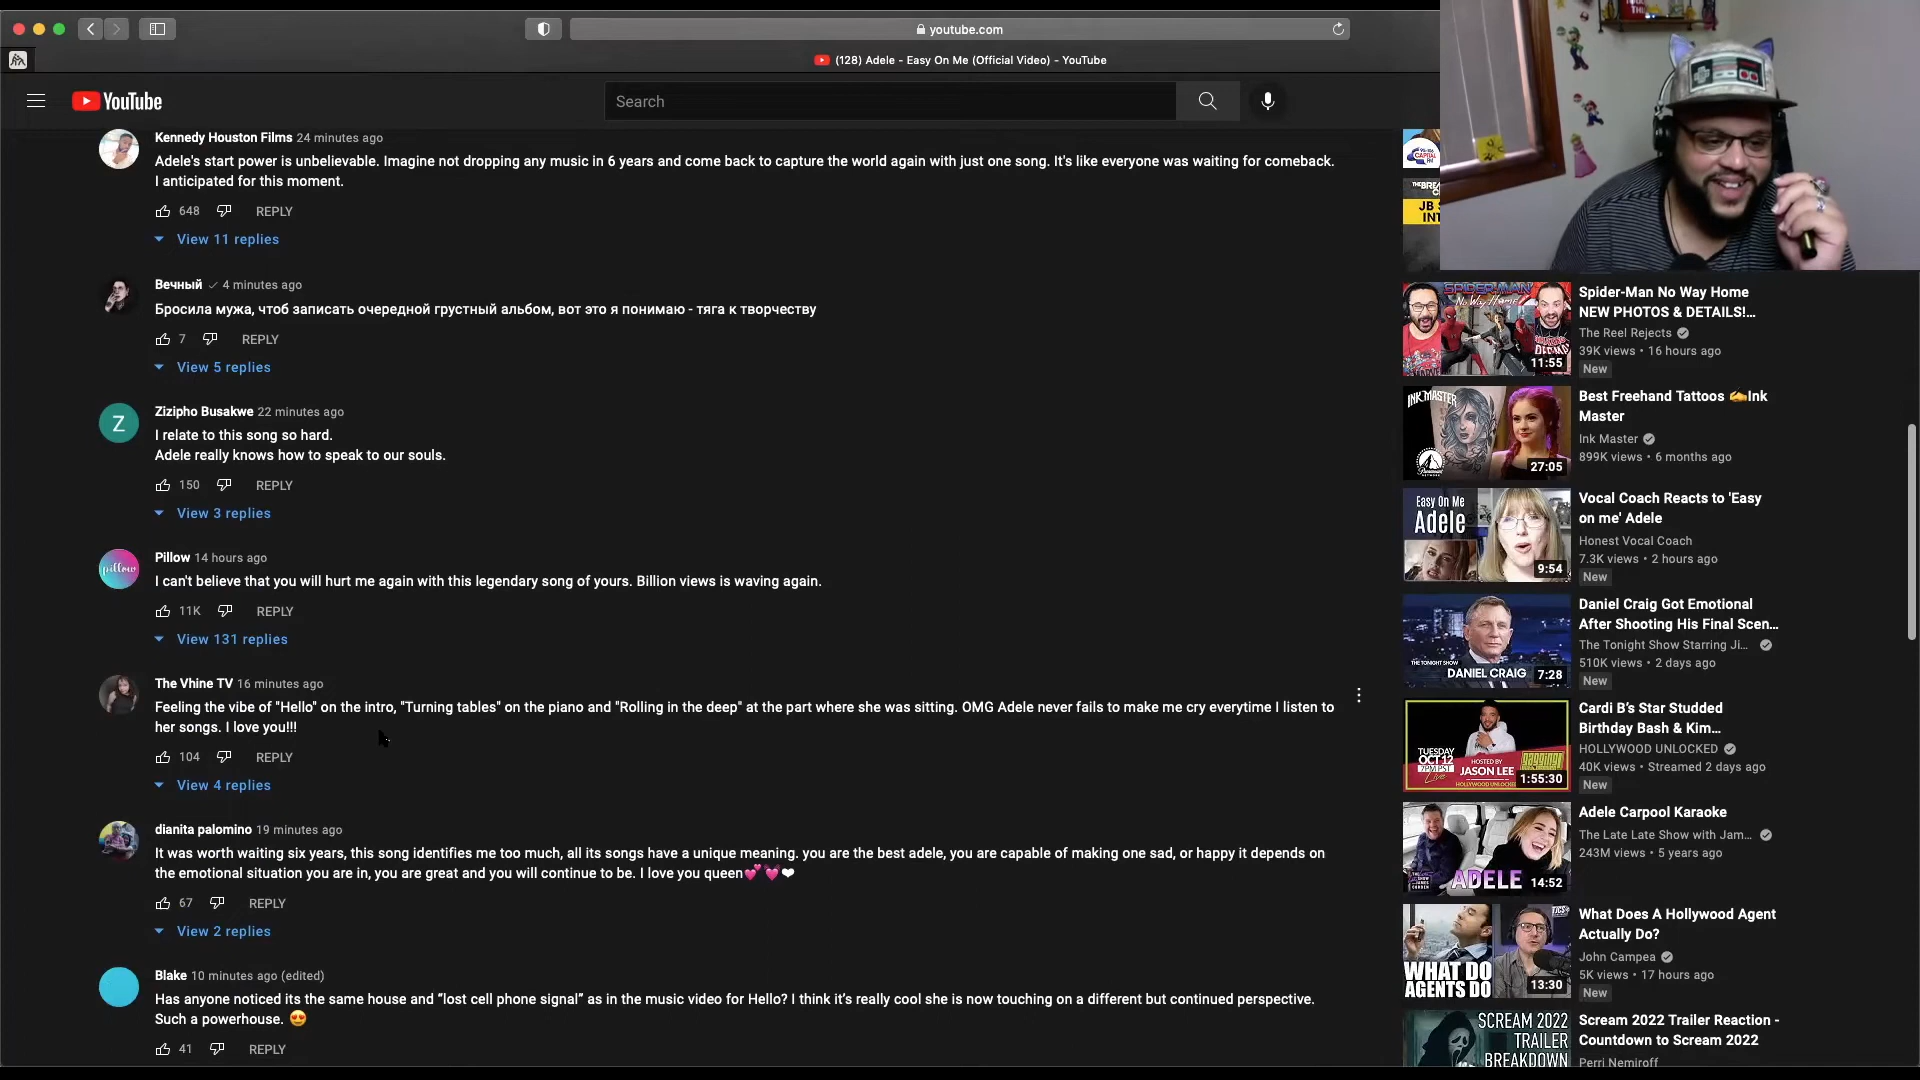 youtube.com
(128) Adele - Easy On Me (Official Video) - YouTube
YouTube
Search
Kennedy Houston Films 24 minutes ago
Adele's start power is unbelievable. Imagine not dropping any music in 6 years and come back to capture the world again with just one song. It's like everyone was waiting for comeback.
I anticipated for this moment.
648 REPLY
View 11 replies
Вечный 4 minutes ago
Бросила мужа, чтоб записать очередной грустный альбом, вот это я понимаю - тяга к творчеству
7 REPLY
View 5 replies
Z
Zizipho Busakwe 22 minutes ago
I relate to this song so hard.
Adele really knows how to speak to our souls.
150 REPLY
View 3 replies
pillow
Pillow 14 hours ago
I can't believe that you will hurt me again with this legendary song of yours. Billion views is waving again.
11K REPLY
View 131 replies
The Vhine TV 16 minutes ago
Feeling the vibe of "Hello" on the intro, "Turning tables" on the piano and "Rolling in the deep" at the part where she was sitting. OMG Adele never fails to make me cry everytime I listen to
her songs. I love you!!!
104 REPLY
View 4 replies
dianita palomino 19 minutes ago
It was worth waiting six years, this song identifies me too much, all its songs have a unique meaning. you are the best adele, you are capable of making one sad, or happy it depends on
the emotional situation you are in, you are great and you will continue to be. I love you queen💕💓❤
67 REPLY
View 2 replies
Blake 10 minutes ago (edited)
Has anyone noticed its the same house and “lost cell phone signal” as in the music video for Hello? I think it’s really cool she is now touching on a different but continued perspective.
Such a powerhouse. 😍
41 REPLY
CAPITAL
JB
SPIDER-MAN
No Way Home
11:55
Spider-Man No Way Home
NEW PHOTOS & DETAILS!...
The Reel Rejects
39K views • 16 hours ago
New
INK MASTER
27:05
Best Freehand Tattoos ✍Ink
Master
Ink Master
899K views • 6 months ago
Easy On Me
Adele
9:54
Vocal Coach Reacts to 'Easy
on me' Adele
Honest Vocal Coach
7.3K views • 2 hours ago
New
THE TONIGHT SHOW
DANIEL CRAIG
7:28
Daniel Craig Got Emotional
After Shooting His Final Scen...
The Tonight Show Starring Ji...
510K views • 2 days ago
New
TUESDAY
OCT 12
7PM PST
Live
HOSTED BY
JASON LEE
HOLLYWOOD UNLOCKED
1:55:30
Cardi B’s Star Studded
Birthday Bash & Kim...
HOLLYWOOD UNLOCKED
40K views • Streamed 2 days ago
New
ADELE
14:52
Adele Carpool Karaoke
The Late Late Show with Jam...
243M views • 5 years ago
WHAT DO
AGENTS DO
13:30
What Does A Hollywood Agent
Actually Do?
John Campea
5K views • 17 hours ago
New
SCREAM 2022
TRAILER
BREAKDOWN
Scream 2022 Trailer Reaction -
Countdown to Scream 2022
Perri Nemiroff